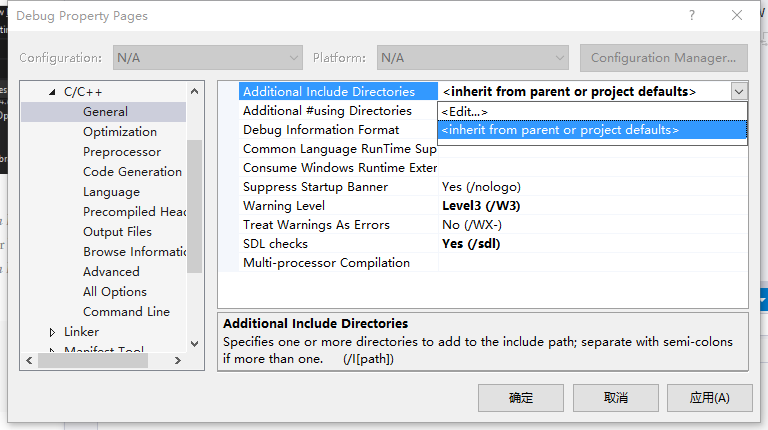 Debug Property Pages
Configuration: N/A Platform: N/A Configuration Manager...
C/C++
General
Optimization
Preprocessor
Code Generation
Language
Precompiled Head
Output Files
Browse Informatic
Advanced
All Options
Command Line
Linker
Manifest Tool
Additional Include Directories <inherit from parent or project defaults>
Additional #using Directories <Edit...>
Debug Information Format <inherit from parent or project defaults>
Common Language RunTime Sup
Consume Windows Runtime Exter
Suppress Startup Banner Yes (/nologo)
Warning Level Level3 (/W3)
Treat Warnings As Errors No (/WX-)
SDL checks Yes (/sdl)
Multi-processor Compilation
Additional Include Directories
Specifies one or more directories to add to the include path; separate with semi-colons
if more than one. (/I[path])
确定 取消 应用(A)